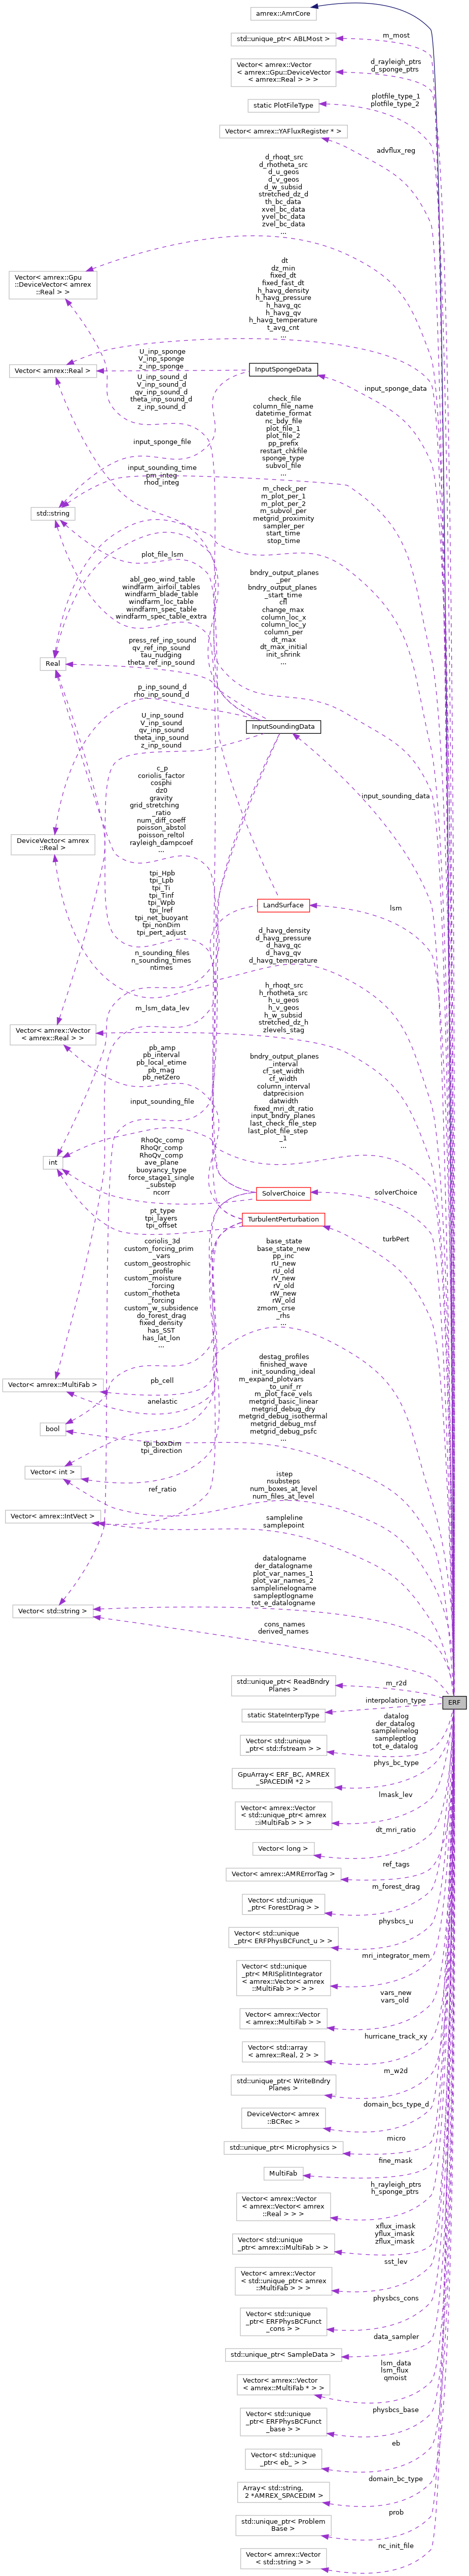 amrex::AmrCore
std::unique_ptr< ABLMost >
m_most
Vector< amrex::Vector
< amrex::Gpu::DeviceVector
< amrex::Real > > >
d_rayleigh_ptrs
d_sponge_ptrs
static PlotFileType
plotfile_type_1
plotfile_type_2
Vector< amrex::YAFluxRegister * >
advflux_reg
d_rhoqt_src
d_rhotheta_src
d_u_geos
d_v_geos
d_w_subsid
stretched_dz_d
th_bc_data
xvel_bc_data
yvel_bc_data
zvel_bc_data
...
Vector< amrex::Gpu
::DeviceVector< amrex
::Real > >
dt
dz_min
fixed_dt
fixed_fast_dt
h_havg_density
h_havg_pressure
h_havg_qc
h_havg_qv
h_havg_temperature
t_avg_cnt
...
Vector< amrex::Real >
U_inp_sponge
V_inp_sponge
z_inp_sponge
InputSpongeData
input_sponge_data
U_inp_sound_d
V_inp_sound_d
qv_inp_sound_d
theta_inp_sound_d
z_inp_sound_d
check_file
column_file_name
datetime_format
nc_bdy_file
plot_file_1
plot_file_2
pp_prefix
restart_chkfile
sponge_type
subvol_file
...
input_sponge_file
input_sounding_time
pm_integ
rhod_integ
std::string
m_check_per
m_plot_per_1
m_plot_per_2
m_subvol_per
metgrid_proximity
sampler_per
start_time
stop_time
plot_file_lsm
abl_geo_wind_table
windfarm_airfoil_tables
windfarm_blade_table
windfarm_loc_table
windfarm_spec_table
windfarm_spec_table_extra
bndry_output_planes
_per
bndry_output_planes
_start_time
cfl
change_max
column_loc_x
column_loc_y
column_per
dt_max
dt_max_initial
init_shrink
...
Real
press_ref_inp_sound
qv_ref_inp_sound
tau_nudging
theta_ref_inp_sound
p_inp_sound_d
rho_inp_sound_d
InputSoundingData
U_inp_sound
V_inp_sound
qv_inp_sound
theta_inp_sound
z_inp_sound
input_sounding_data
c_p
coriolis_factor
cosphi
dz0
gravity
grid_stretching
_ratio
num_diff_coeff
poisson_abstol
poisson_reltol
rayleigh_dampcoef
...
DeviceVector< amrex
::Real >
tpi_Hpb
tpi_Lpb
tpi_Ti
tpi_Tinf
tpi_Wpb
tpi_lref
tpi_net_buoyant
tpi_nonDim
tpi_pert_adjust
LandSurface
lsm
n_sounding_files
n_sounding_times
ntimes
d_havg_density
d_havg_pressure
d_havg_qc
d_havg_qv
d_havg_temperature
m_lsm_data_lev
h_rhoqt_src
h_rhotheta_src
h_u_geos
h_v_geos
h_w_subsid
stretched_dz_h
zlevels_stag
Vector< amrex::Vector
< amrex::Real > >
pb_amp
pb_interval
pb_local_etime
pb_mag
pb_netZero
bndry_output_planes
_interval
cf_set_width
cf_width
column_interval
datprecision
datwidth
fixed_mri_dt_ratio
input_bndry_planes
last_check_file_step
last_plot_file_step
_1
...
input_sounding_file
int
RhoQc_comp
RhoQr_comp
RhoQv_comp
ave_plane
buoyancy_type
force_stage1_single
_substep
ncorr
SolverChoice
solverChoice
pt_type
tpi_layers
tpi_offset
TurbulentPerturbation
turbPert
coriolis_3d
custom_forcing_prim
_vars
custom_geostrophic
_profile
custom_moisture
_forcing
custom_rhotheta
_forcing
custom_w_subsidence
do_forest_drag
fixed_density
has_SST
has_lat_lon
...
base_state
base_state_new
pp_inc
rU_new
rU_old
rV_new
rV_old
rW_new
rW_old
zmom_crse
_rhs
...
Vector< amrex::MultiFab >
pb_cell
anelastic
bool
destag_profiles
finished_wave
init_sounding_ideal
m_expand_plotvars
_to_unif_rr
m_plot_face_vels
metgrid_basic_linear
metgrid_debug_dry
metgrid_debug_isothermal
metgrid_debug_msf
metgrid_debug_psfc
...
tpi_boxDim
tpi_direction
Vector< int >
ref_ratio
istep
nsubsteps
num_boxes_at_level
num_files_at_level
Vector< amrex::IntVect >
sampleline
samplepoint
datalogname
der_datalogname
plot_var_names_1
plot_var_names_2
samplelinelogname
sampleptlogname
tot_e_datalogname
Vector< std::string >
cons_names
derived_names
std::unique_ptr< ReadBndry
Planes >
m_r2d
ERF
static StateInterpType
interpolation_type
Vector< std::unique
_ptr< std::fstream > >
datalog
der_datalog
samplelinelog
sampleptlog
tot_e_datalog
GpuArray< ERF_BC, AMREX
_SPACEDIM *2 >
phys_bc_type
Vector< amrex::Vector
< std::unique_ptr< amrex
::iMultiFab > > >
lmask_lev
Vector< long >
dt_mri_ratio
Vector< amrex::AMRErrorTag >
ref_tags
Vector< std::unique
_ptr< ForestDrag > >
m_forest_drag
Vector< std::unique
_ptr< ERFPhysBCFunct_u > >
physbcs_u
Vector< std::unique
_ptr< MRISplitIntegrator
< amrex::Vector< amrex
::MultiFab > > > >
mri_integrator_mem
Vector< amrex::Vector
< amrex::MultiFab > >
vars_new
vars_old
Vector< std::array
< amrex::Real, 2 > >
hurricane_track_xy
std::unique_ptr< WriteBndry
Planes >
m_w2d
DeviceVector< amrex
::BCRec >
domain_bcs_type_d
std::unique_ptr< Microphysics >
micro
MultiFab
fine_mask
Vector< amrex::Vector
< amrex::Vector< amrex
::Real > > >
h_rayleigh_ptrs
h_sponge_ptrs
Vector< std::unique
_ptr< amrex::iMultiFab > >
xflux_imask
yflux_imask
zflux_imask
Vector< amrex::Vector
< std::unique_ptr< amrex
::MultiFab > > >
sst_lev
Vector< std::unique
_ptr< ERFPhysBCFunct
_cons > >
physbcs_cons
std::unique_ptr< SampleData >
data_sampler
Vector< amrex::Vector
< amrex::MultiFab * > >
lsm_data
lsm_flux
qmoist
Vector< std::unique
_ptr< ERFPhysBCFunct
_base > >
physbcs_base
Vector< std::unique
_ptr< eb_ > >
eb
Array< std::string,
2 *AMREX_SPACEDIM >
domain_bc_type
std::unique_ptr< Problem
Base >
prob
Vector< amrex::Vector
< std::string > >
nc_init_file